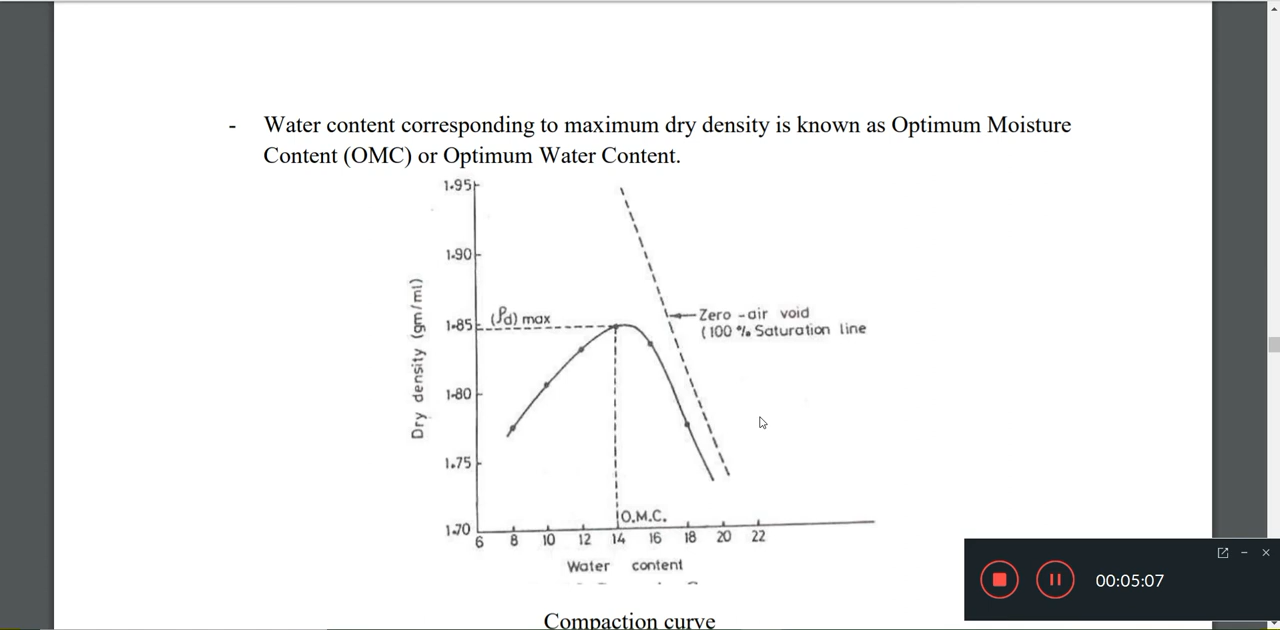 - Water content corresponding to maximum dry density is known as Optimum Moisture
Content (OMC) or Optimum Water Content.
1.95
1.90
1.85
1.80
1.75
1.70
Dry density (gm/ml)
(ρd) max
Zero - air void
(100 % Saturation line
O.M.C.
6 8 10 12 14 16 18 20 22
Water content
Compaction curve
00:05:07